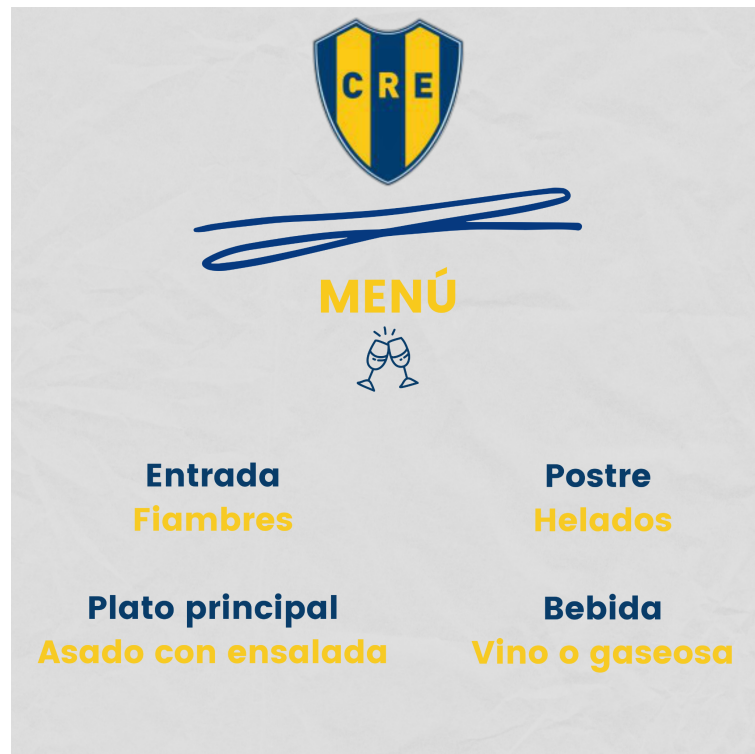 CRE
MENÚ
Entrada
Fiambres
Plato principal
Asado con ensalada
Postre
Helados
Bebida
Vino o gaseosa